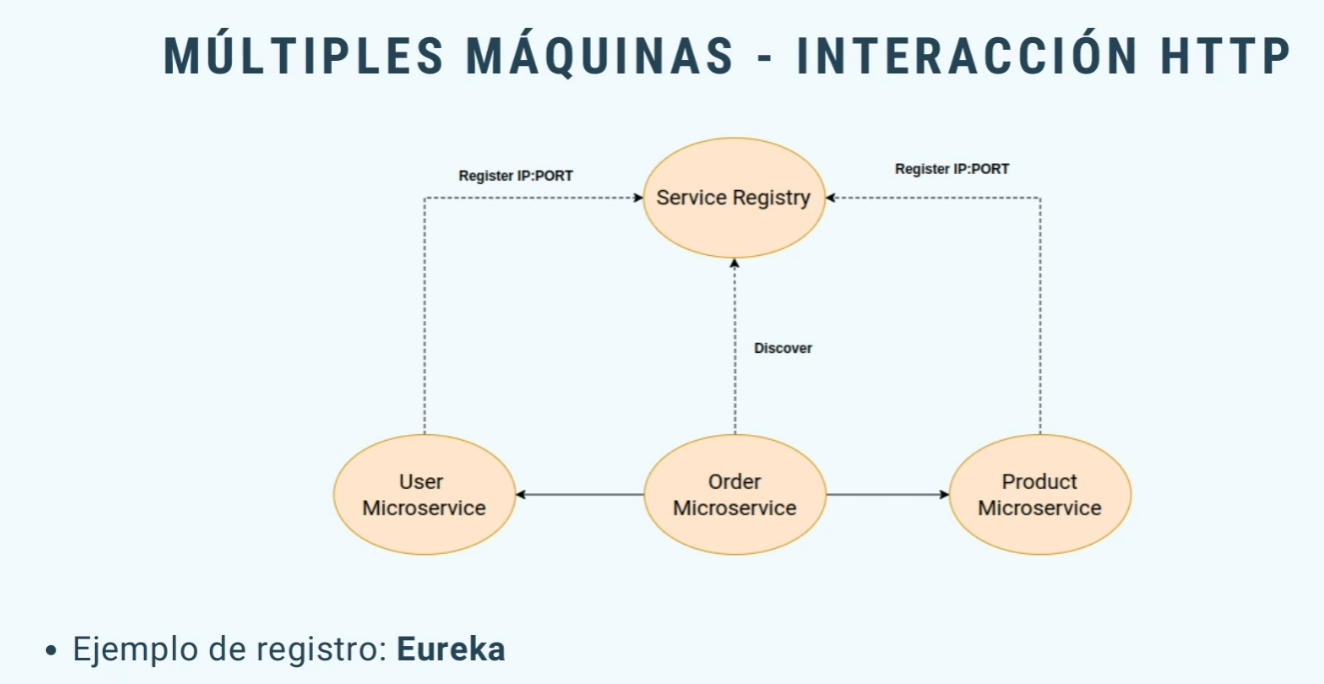 MÚLTIPLES MÁQUINAS - INTERACCIÓN HTTP
Register IP:PORT
Register IP:PORT
Service Registry
Discover
User
Microservice
Order
Microservice
Product
Microservice
• Ejemplo de registro: Eureka